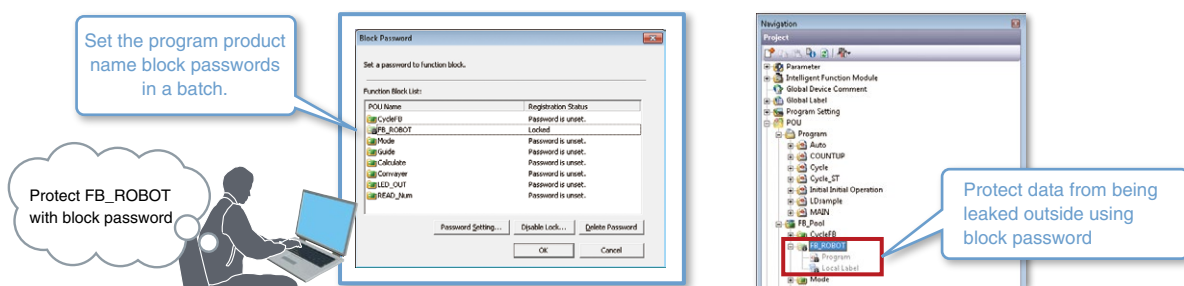 Set the program product
name block passwords
in a batch.
Protect FB_ROBOT
with block password
Block Password
Set a password to function block.
Function Block List:
POU Name Registration Status
CycleFB Password is unset.
FB_ROBOT Locked
Mode Password is unset.
Guide Password is unset.
Calculate Password is unset.
Conveyer Password is unset.
LED_OUT Password is unset.
READ_Num Password is unset.
Password Setting... Disable Lock... Delete Password
OK Cancel
Navigation
Project
Parameter
Intelligent Function Module
Global Device Comment
Global Label
Program Setting
POU
Program
Auto
COUNTUP
Cycle
Cycle_ST
Initial Initial Operation
LDsample
MAIN
FB_Pool
CycleFB
FB_ROBOT
Program
Local Label
Mode
Protect data from being
leaked outside using
block password